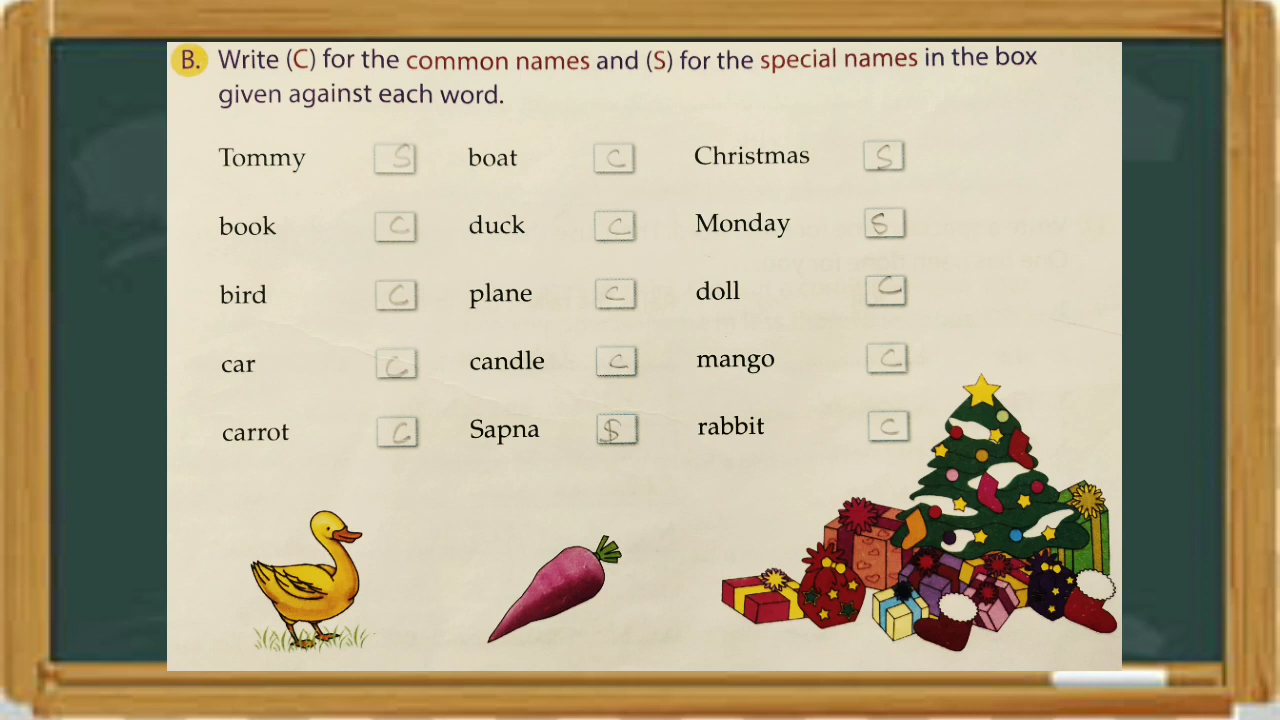 B. Write (C) for the common names and (S) for the special names in the box
given against each word.
Tommy S boat C Christmas S
book C duck C Monday S
bird C plane C doll C
car C candle C mango C
carrot C Sapna S rabbit C